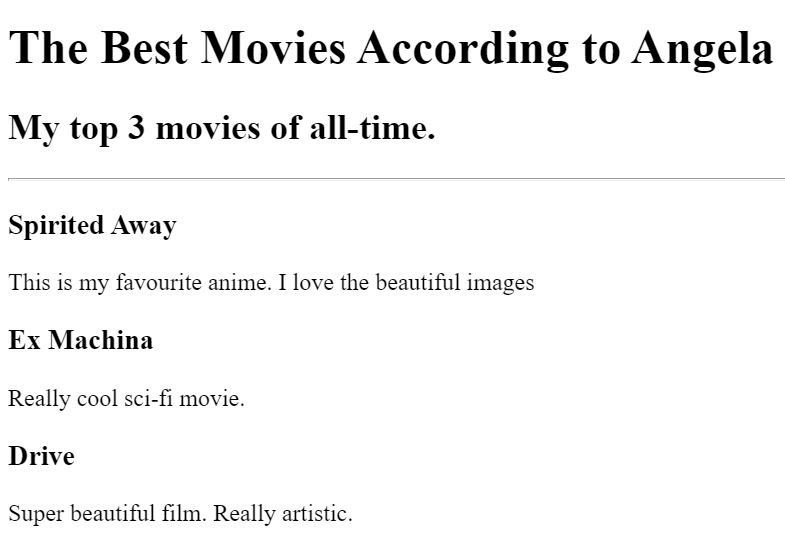 The Best Movies According to Angela
My top 3 movies of all-time.
Spirited Away
This is my favourite anime. I love the beautiful images
Ex Machina
Really cool sci-fi movie.
Drive
Super beautiful film. Really artistic.